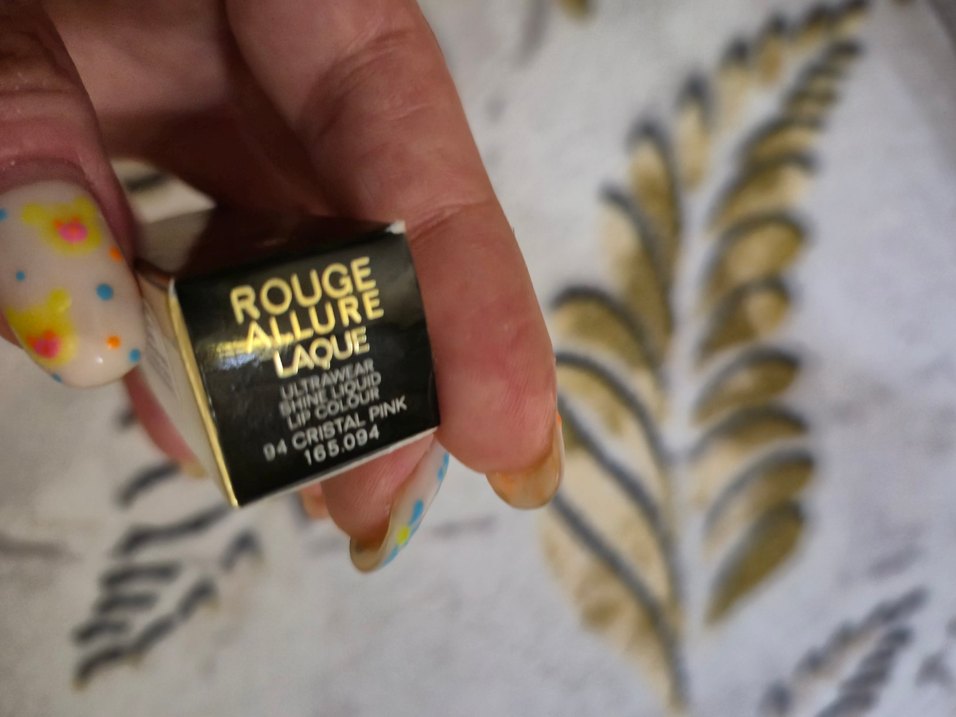 ROUGE
ALLURE
LAQUE
ULTRAWEAR
SHINE LIQUID
LIP COLOUR
94 CRISTAL PINK
165.094